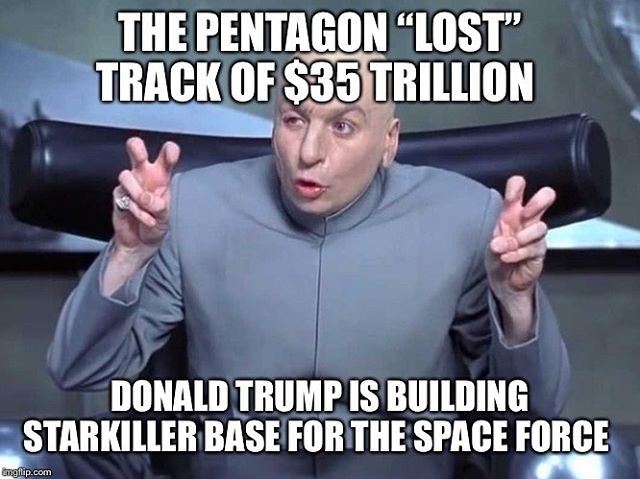 THE PENTAGON “LOST”
TRACK OF $35 TRILLION
DONALD TRUMP IS BUILDING
STARKILLER BASE FOR THE SPACE FORCE
imgflip.com